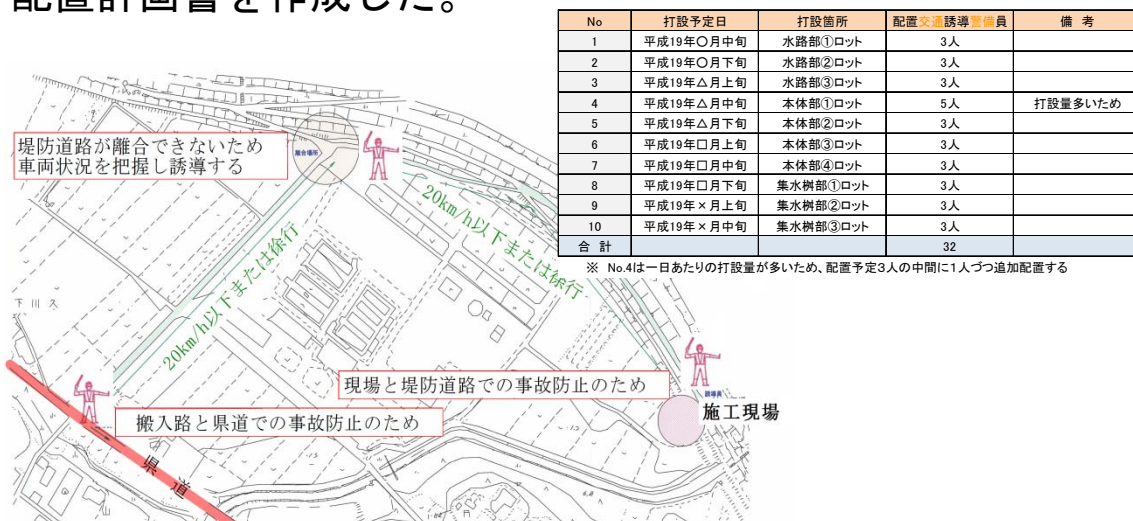 配置計画書を作成した。
No 打設予定日 打設箇所 配置交通誘導警備員 備 考
1 平成19年〇月中旬 水路部①ロット 3人
2 平成19年〇月下旬 水路部②ロット 3人
3 平成19年△月上旬 水路部③ロット 3人
4 平成19年△月中旬 本体部①ロット 5人 打設量多いため
5 平成19年△月下旬 本体部②ロット 3人
6 平成19年□月上旬 本体部③ロット 3人
7 平成19年□月中旬 本体部④ロット 3人
8 平成19年□月下旬 集水桝部①ロット 3人
9 平成19年×月上旬 集水桝部②ロット 3人
10 平成19年×月中旬 集水桝部③ロット 3人
合 計 32
※ No.4は一日あたりの打設量が多いため、配置予定3人の中間に1人づつ追加配置する
堤防道路が離合できないため
車両状況を把握し誘導する
離合場所
20km/h以下または徐行
20km/h以下または徐行
下川久
現場と堤防道路での事故防止のため
誘導員
施工現場
搬入路と県道での事故防止のため
県道